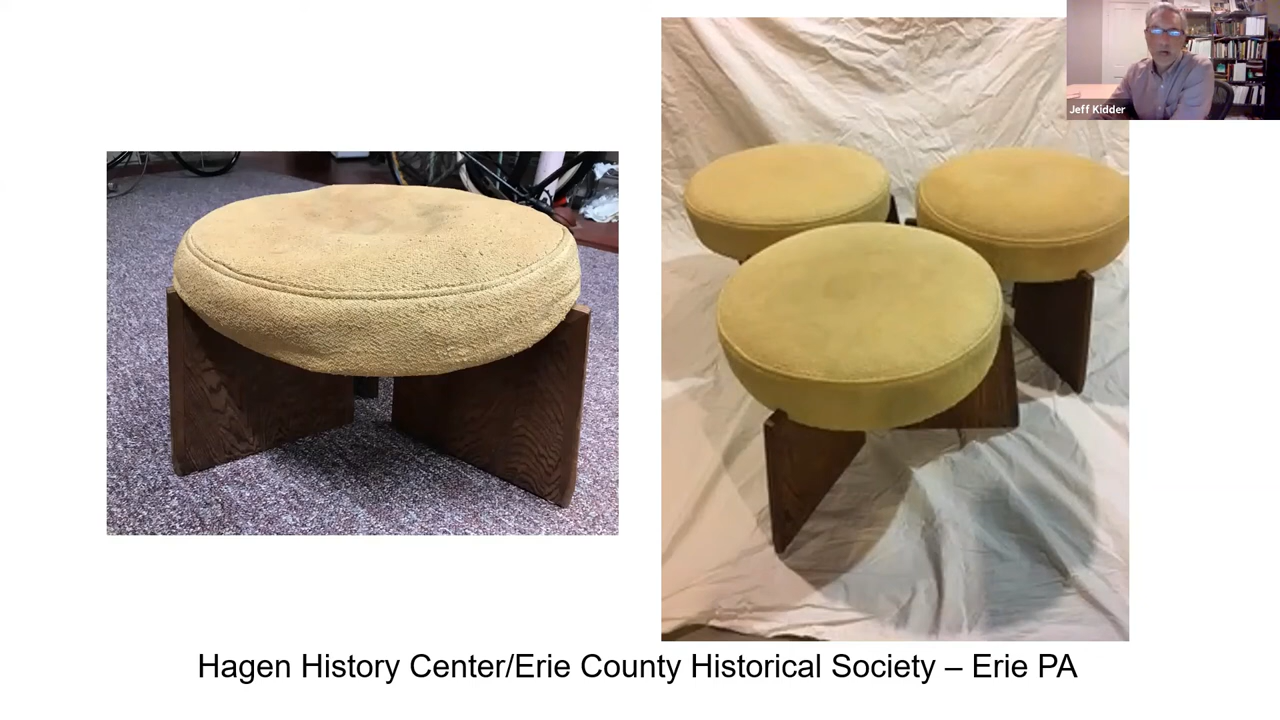 Jeff Kidder
Hagen History Center/Erie County Historical Society – Erie PA